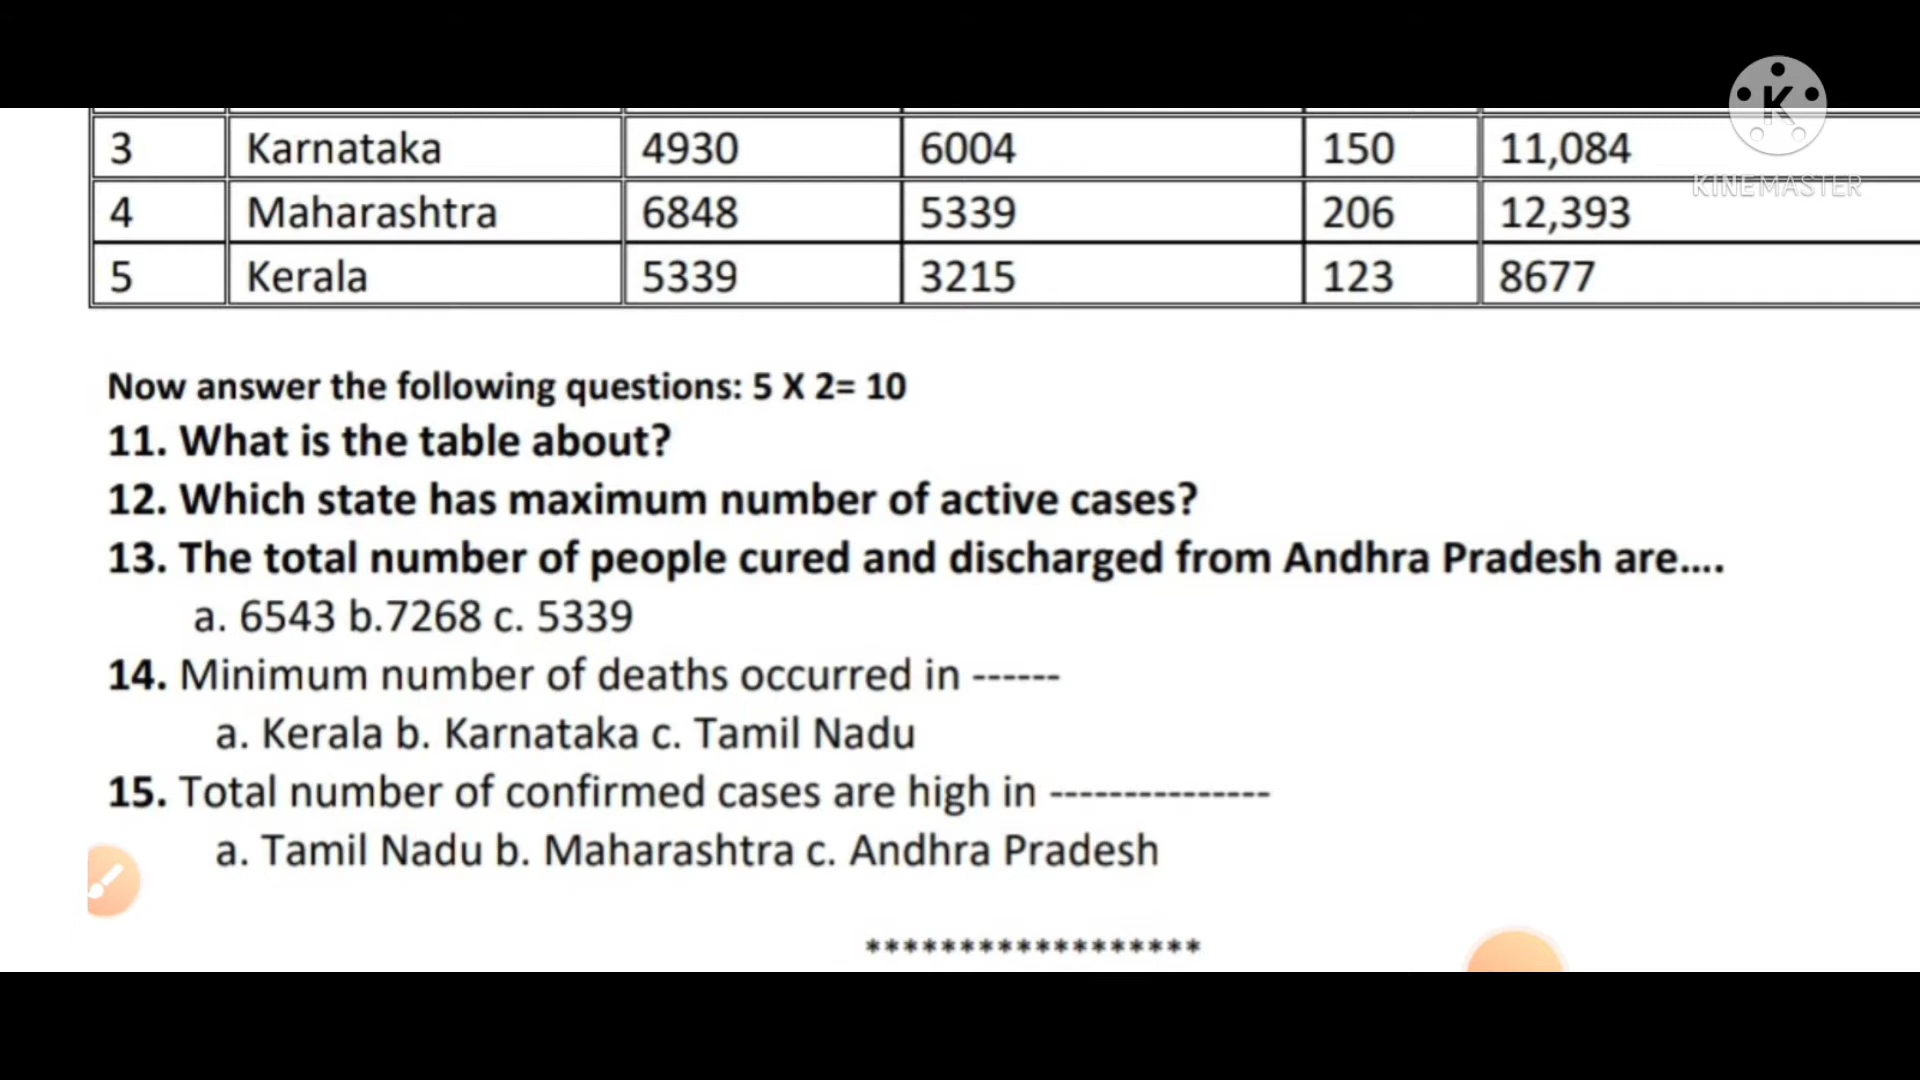 3 Karnataka 4930 6004 150 11,084
4 Maharashtra 6848 5339 206 12,393
5 Kerala 5339 3215 123 8677
K
KINEMASTER
Now answer the following questions: 5 X 2= 10
11. What is the table about?
12. Which state has maximum number of active cases?
13. The total number of people cured and discharged from Andhra Pradesh are....
a. 6543 b.7268 c. 5339
14. Minimum number of deaths occurred in ------
a. Kerala b. Karnataka c. Tamil Nadu
15. Total number of confirmed cases are high in ---------------
a. Tamil Nadu b. Maharashtra c. Andhra Pradesh
******************